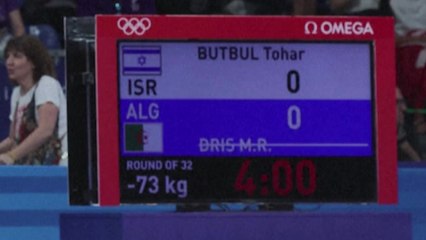 Ω OMEGA
BUTBUL Tohar
ISR 0
ALG 0
DRIS M.R.
ROUND OF 32
-73 kg 4:00